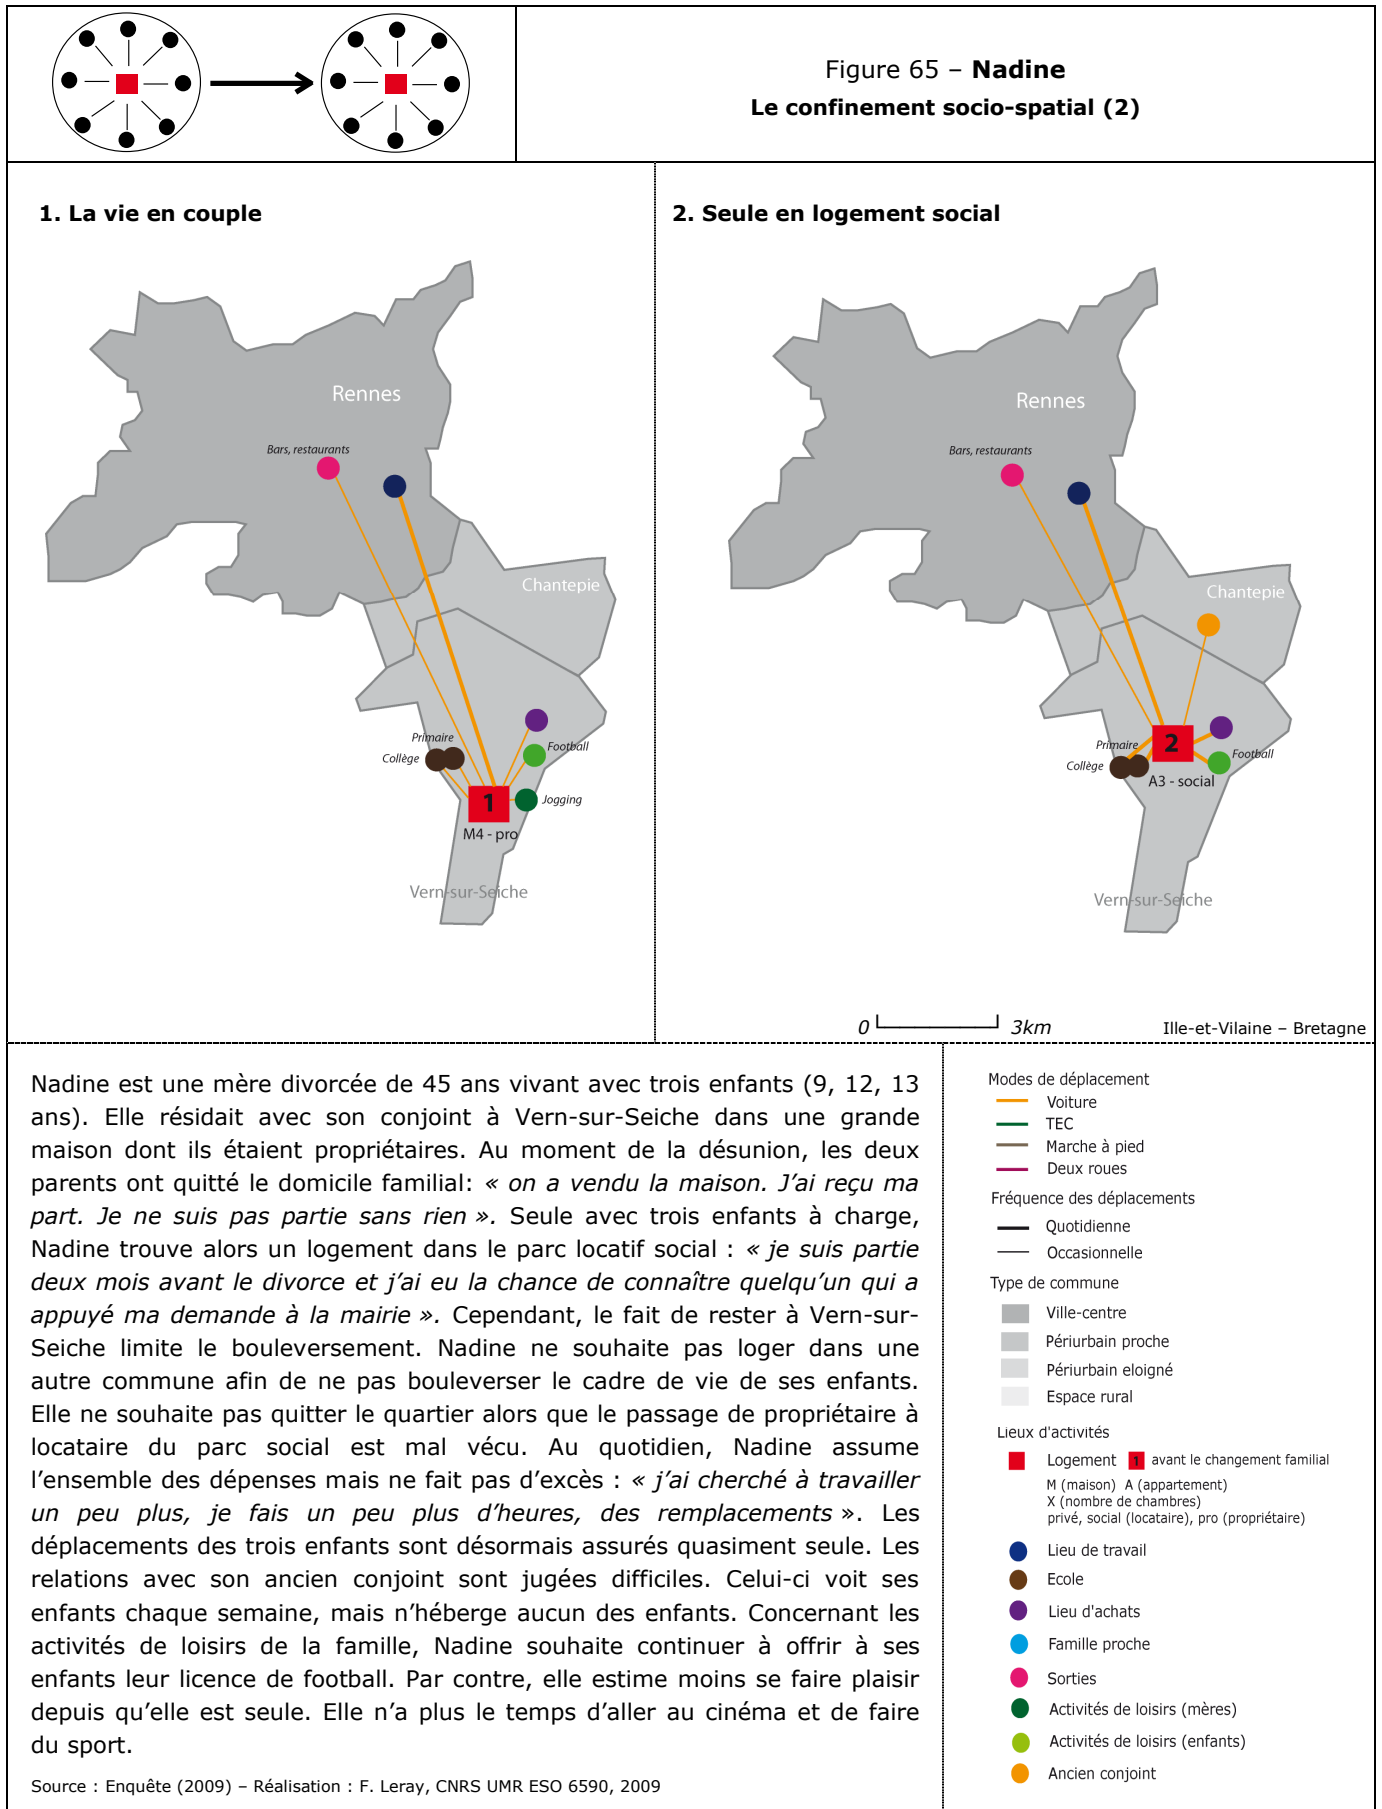 Figure 65 – Nadine
Le confinement socio-spatial (2)
1. La vie en couple
Rennes
Bars, restaurants
Chantepie
Primaire
Collège
Football
Jogging
1
M4 - pro
Vern-sur-Seiche
2. Seule en logement social
Rennes
Bars, restaurants
Chantepie
Primaire
Collège
2
Football
A3 - social
Vern-sur-Seiche
0 3km
Ille-et-Vilaine – Bretagne
Nadine est une mère divorcée de 45 ans vivant avec trois enfants (9, 12, 13
ans). Elle résidait avec son conjoint à Vern-sur-Seiche dans une grande
maison dont ils étaient propriétaires. Au moment de la désunion, les deux
parents ont quitté le domicile familial: « on a vendu la maison. J'ai reçu ma
part. Je ne suis pas partie sans rien ». Seule avec trois enfants à charge,
Nadine trouve alors un logement dans le parc locatif social : « je suis partie
deux mois avant le divorce et j'ai eu la chance de connaître quelqu'un qui a
appuyé ma demande à la mairie ». Cependant, le fait de rester à Vern-sur-
Seiche limite le bouleversement. Nadine ne souhaite pas loger dans une
autre commune afin de ne pas bouleverser le cadre de vie de ses enfants.
Elle ne souhaite pas quitter le quartier alors que le passage de propriétaire à
locataire du parc social est mal vécu. Au quotidien, Nadine assume
l'ensemble des dépenses mais ne fait pas d'excès : « j'ai cherché à travailler
un peu plus, je fais un peu plus d'heures, des remplacements ». Les
déplacements des trois enfants sont désormais assurés quasiment seule. Les
relations avec son ancien conjoint sont jugées difficiles. Celui-ci voit ses
enfants chaque semaine, mais n'héberge aucun des enfants. Concernant les
activités de loisirs de la famille, Nadine souhaite continuer à offrir à ses
enfants leur licence de football. Par contre, elle estime moins se faire plaisir
depuis qu'elle est seule. Elle n'a plus le temps d'aller au cinéma et de faire
du sport.
Source : Enquête (2009) – Réalisation : F. Leray, CNRS UMR ESO 6590, 2009
Modes de déplacement
Voiture
TEC
Marche à pied
Deux roues
Fréquence des déplacements
Quotidienne
Occasionnelle
Type de commune
Ville-centre
Périurbain proche
Périurbain eloigné
Espace rural
Lieux d'activités
Logement 1 avant le changement familial
M (maison) A (appartement)
X (nombre de chambres)
privé, social (locataire), pro (propriétaire)
Lieu de travail
Ecole
Lieu d'achats
Famille proche
Sorties
Activités de loisirs (mères)
Activités de loisirs (enfants)
Ancien conjoint